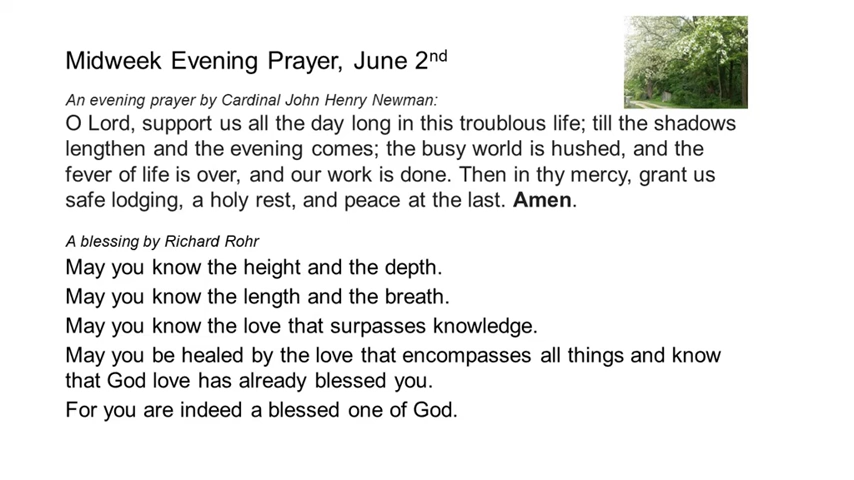 Midweek Evening Prayer, June 2nd
An evening prayer by Cardinal John Henry Newman:
O Lord, support us all the day long in this troublous life; till the shadows
lengthen and the evening comes; the busy world is hushed, and the
fever of life is over, and our work is done. Then in thy mercy, grant us
safe lodging, a holy rest, and peace at the last. Amen.
A blessing by Richard Rohr
May you know the height and the depth.
May you know the length and the breath.
May you know the love that surpasses knowledge.
May you be healed by the love that encompasses all things and know
that God love has already blessed you.
For you are indeed a blessed one of God.